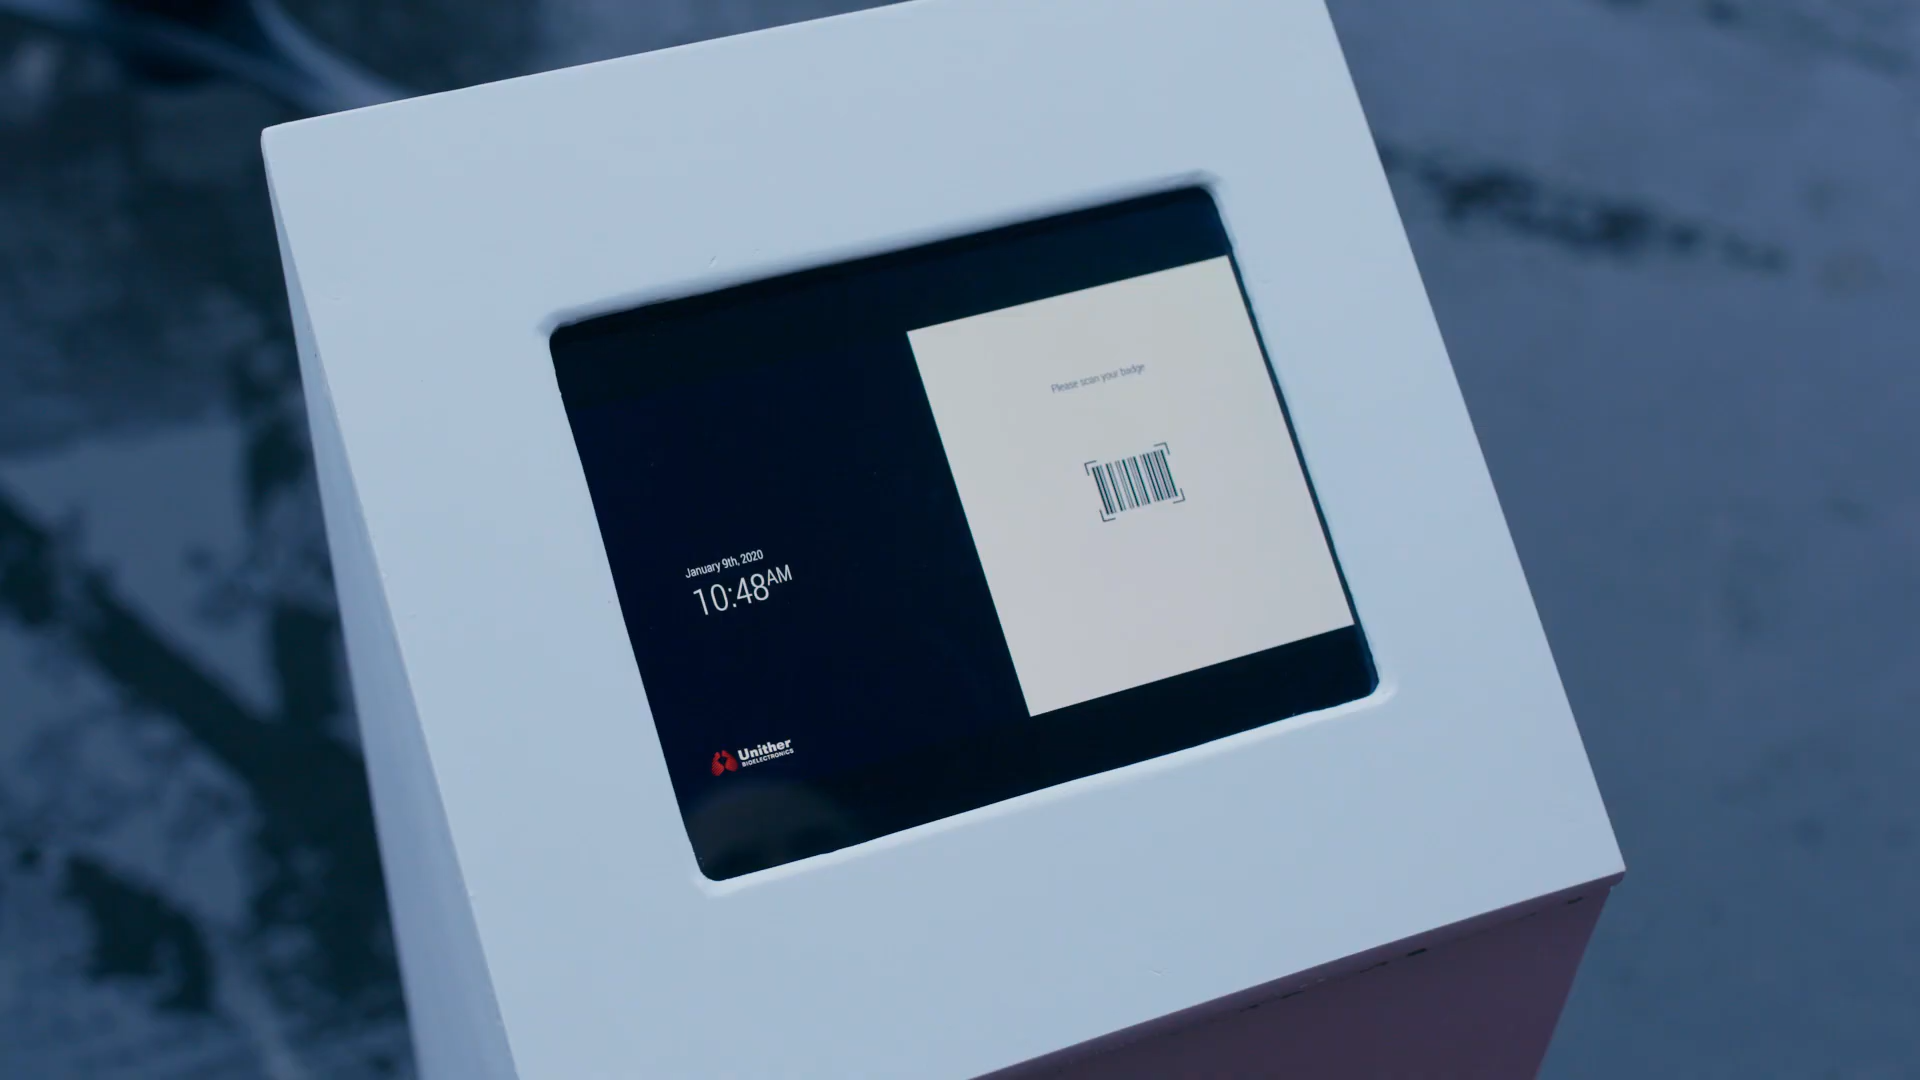 Please scan your badge
January 9th, 2020
10:48AM
Unither
BIOELECTRONICS